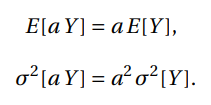 E[aY] = aE[Y],
σ²[aY] = a²σ²[Y].